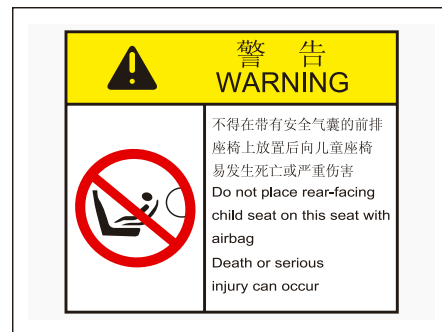 警 告
WARNING
不得在带有安全气囊的前排
座椅上放置后向儿童座椅
易发生死亡或严重伤害
Do not place rear-facing
child seat on this seat with
airbag
Death or serious
injury can occur